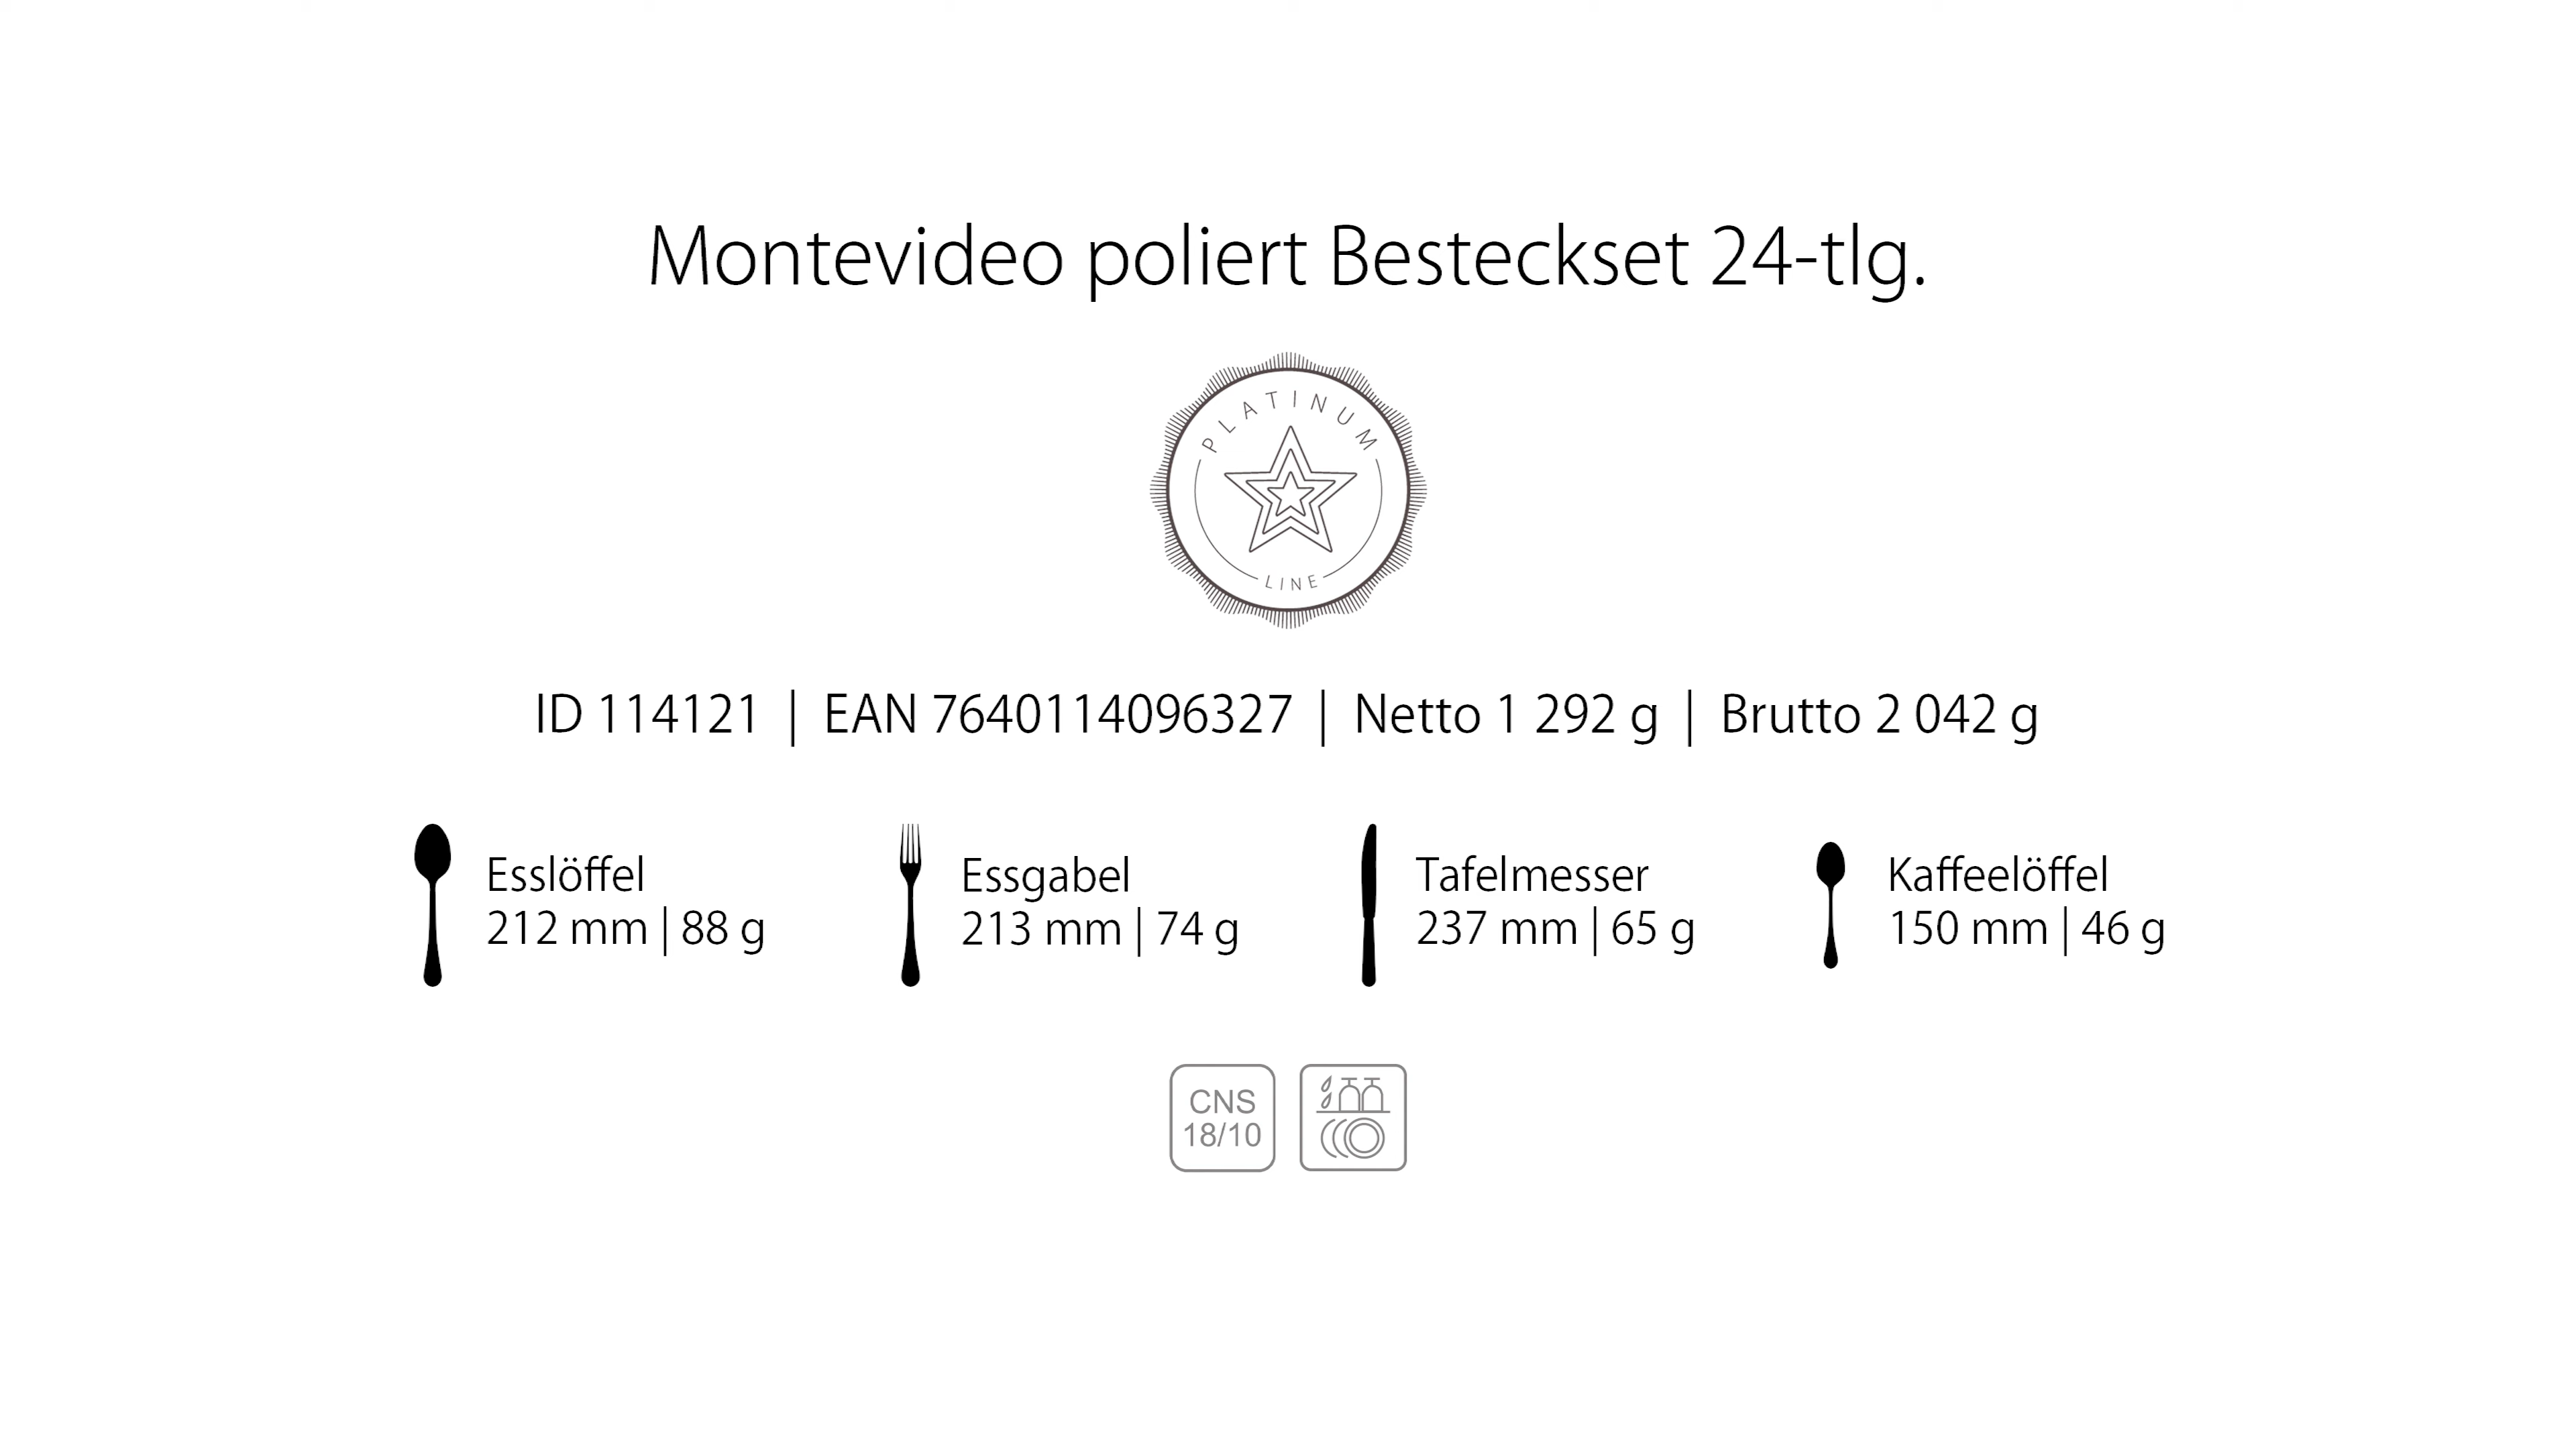 Montevideo poliert Besteckset 24-tlg.
PLATINUM
LINE
ID 114121 | EAN 7640114096327 | Netto 1 292 g | Brutto 2 042 g
Esslöffel
212 mm | 88 g
Essgabel
213 mm | 74 g
Tafelmesser
237 mm | 65 g
Kaffeelöffel
150 mm | 46 g
CNS
18/10